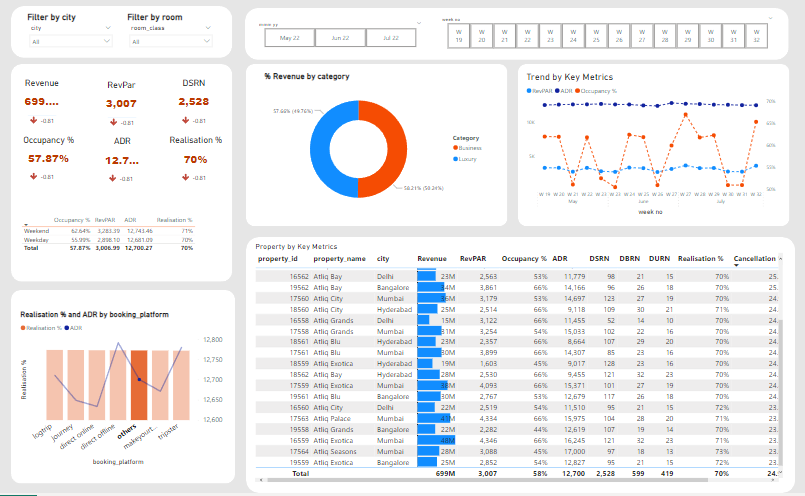 Filter by city
city
All
Filter by room
room_class
All
May 22
Jun 22
Jul 22
week no
W 19
W 20
W 21
W 22
W 23
W 24
W 25
W 26
W 27
W 28
W 29
W 30
W 31
W 32
Revenue
699....
-0.81
RevPar
3,007
-0.81
DSRN
2,528
-0.81
Occupancy %
57.87%
-0.81
ADR
12.7...
-0.81
Realisation %
70%
-0.81
Occupancy % RevPAR ADR Realisation %
Weekend 62.64% 3,283.39 12,743.46 71%
Weekday 55.99% 2,898.10 12,681.09 70%
Total 57.87% 3,006.99 12,700.27 70%
% Revenue by category
57.66% (49.76%)
58.21% (50.24%)
Category
Business
Luxury
Trend by Key Metrics
RevPAR ADR Occupancy %
10K
5K
70%
65%
60%
55%
50%
W 19 W 20 W 21 W 22 W 23 W 23 W 24 W 25 W 26 W 27 W 27 W 28 W 29 W 30 W 31 W 32
May June July
week no
Realisation % and ADR by booking_platform
Realisation % ADR
Realisation %
12,800
12,750
12,700
12,650
12,600
logtrip
journey
direct online
direct offline
others
makeyourt...
tripster
booking_platform
Property by Key Metrics
property_id property_name city Revenue RevPAR Occupancy % ADR DSRN DBRN DURN Realisation % Cancellation
16562 Atliq Bay Delhi 23M 2,563 53% 11,779 98 21 15 70% 25.
19562 Atliq Bay Bangalore 34M 3,861 66% 14,166 96 26 18 70% 25.
17560 Atliq City Mumbai 36M 3,179 53% 14,697 123 27 19 70% 24.
18560 Atliq City Hyderabad 25M 2,514 66% 9,118 109 30 21 71% 24.
16558 Atliq Grands Delhi 15M 3,122 66% 11,455 52 14 10 70% 24.
17558 Atliq Grands Mumbai 31M 3,254 54% 15,033 102 22 16 70% 24.
18561 Atliq Blu Hyderabad 23M 2,357 66% 8,664 107 29 20 70% 24.
17561 Atliq Blu Mumbai 30M 3,899 66% 14,307 85 23 16 70% 24.
18559 Atliq Exotica Hyderabad 19M 1,603 45% 9,017 128 23 16 70% 24.
18562 Atliq Bay Hyderabad 28M 2,530 66% 9,455 121 32 23 70% 24.
17559 Atliq Exotica Mumbai 38M 4,093 66% 15,371 101 27 19 70% 24.
19561 Atliq Blu Bangalore 30M 2,767 53% 12,679 117 26 18 70% 24.
16560 Atliq City Delhi 22M 2,519 54% 11,510 95 21 15 72% 23.
17563 Atliq Palace Mumbai 42M 4,334 66% 15,975 104 28 20 71% 23.
19558 Atliq Grands Bangalore 22M 2,282 44% 12,619 107 19 14 70% 23.
16559 Atliq Exotica Mumbai 48M 4,346 66% 16,245 121 32 23 71% 23.
17564 Atliq Seasons Mumbai 28M 3,088 45% 17,000 97 18 13 73% 22.
19559 Atliq Exotica Bangalore 25M 2,852 54% 12,827 95 21 15 72% 22.
Total 699M 3,007 58% 12,700 2,528 599 419 70% 24.